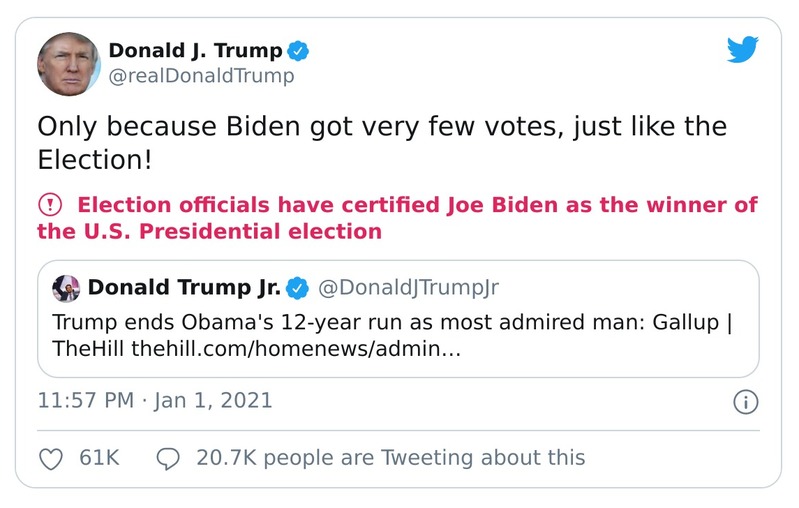 Donald J. Trump
@realDonaldTrump
Only because Biden got very few votes, just like the
Election!
Election officials have certified Joe Biden as the winner of
the U.S. Presidential election
Donald Trump Jr. @DonaldJTrumpJr
Trump ends Obama's 12-year run as most admired man: Gallup |
TheHill thehill.com/homenews/admin…
11:57 PM · Jan 1, 2021
61K 20.7K people are Tweeting about this